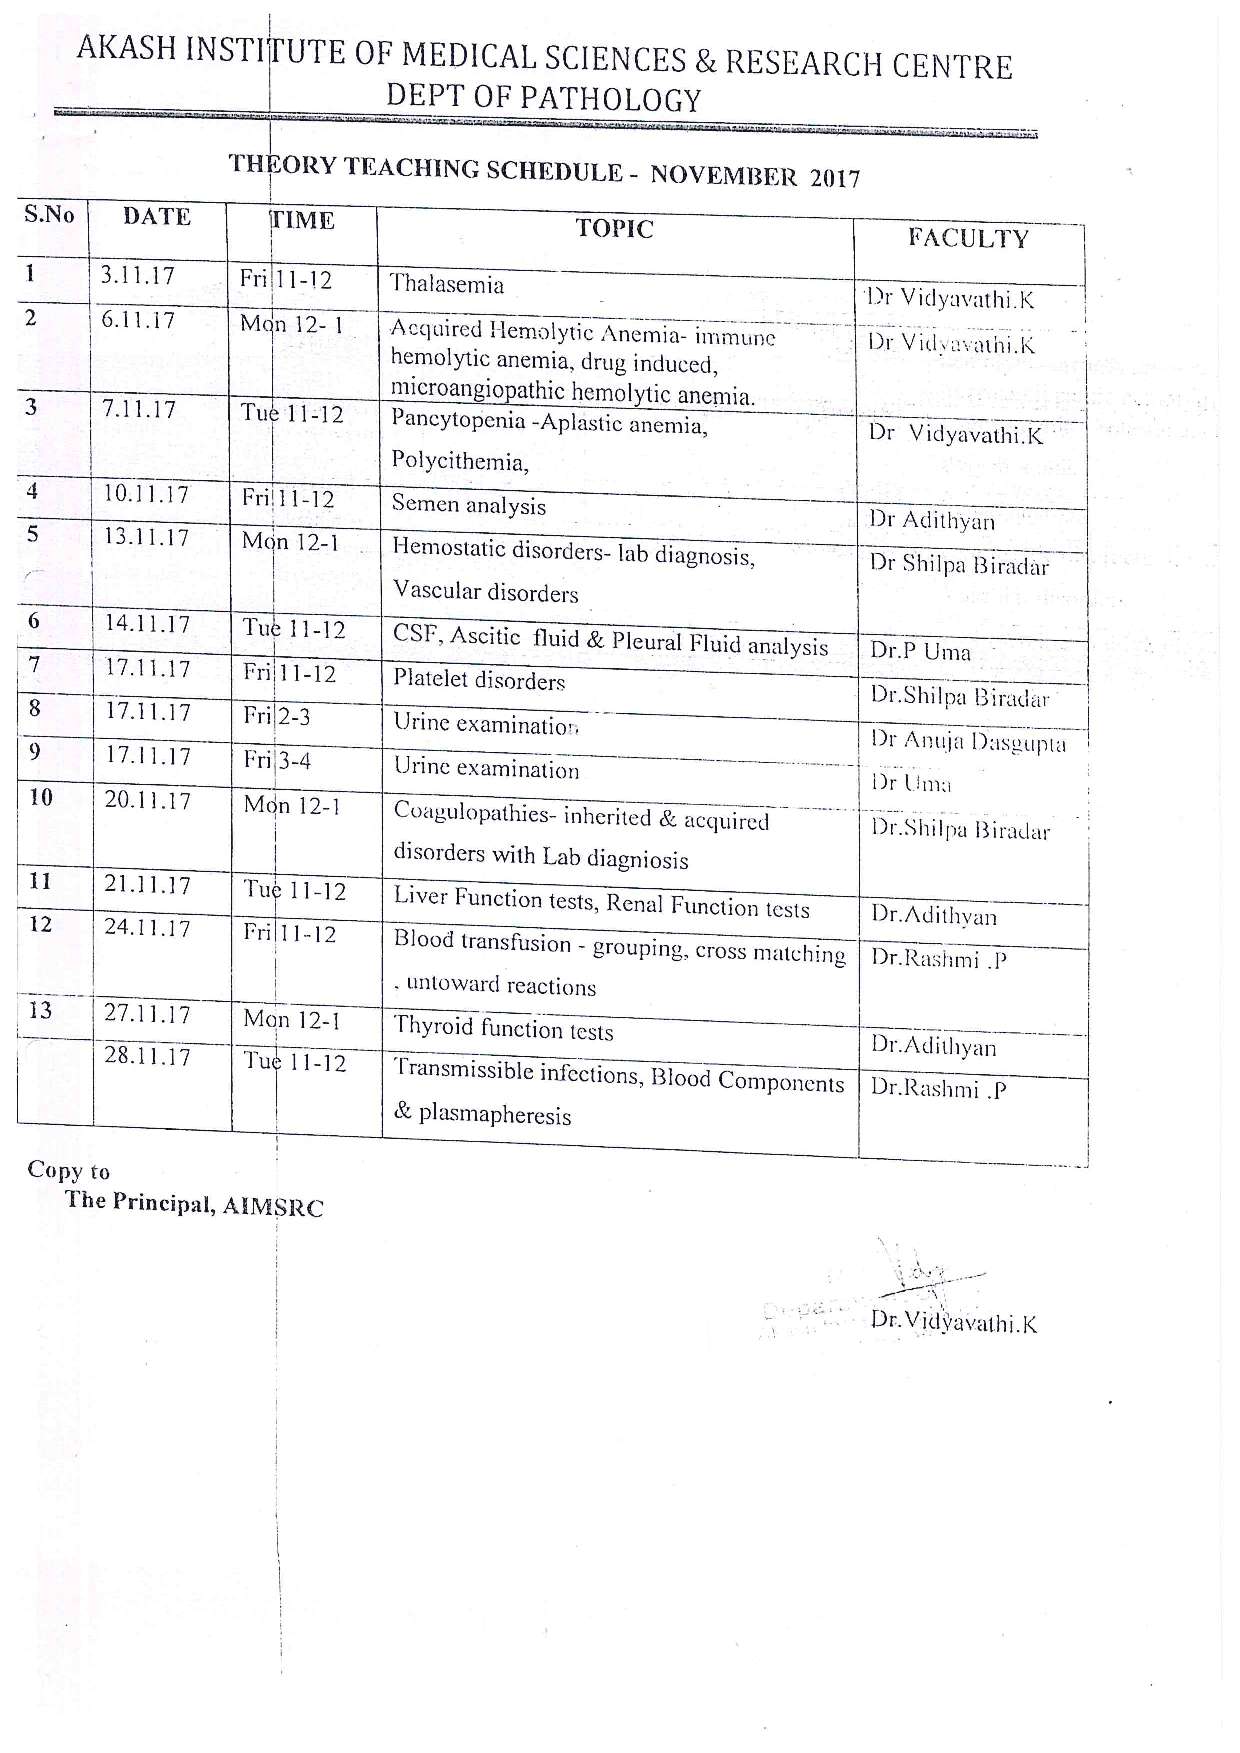 AKASH INSTITUTE OF MEDICAL SCIENCES & RESEARCH CENTRE
DEPT OF PATHOLOGY
THEORY TEACHING SCHEDULE - NOVEMBER 2017
S.No DATE TIME TOPIC FACULTY
1 3.11.17 Fri 11-12 Thalasemia Dr Vidyavathi.K
2 6.11.17 Mon 12- 1 Acquired Hemolytic Anemia- immune Dr Vidyavathi.K
hemolytic anemia, drug induced,
microangiopathic hemolytic anemia.
3 7.11.17 Tue 11-12 Pancytopenia -Aplastic anemia, Dr Vidyavathi.K
Polycithemia,
4 10.11.17 Fri 11-12 Semen analysis Dr Adithyan
5 13.11.17 Mon 12-1 Hemostatic disorders- lab diagnosis, Dr Shilpa Biradar
Vascular disorders
6 14.11.17 Tue 11-12 CSF, Ascitic fluid & Pleural Fluid analysis Dr.P Uma
7 17.11.17 Fri 11-12 Platelet disorders Dr.Shilpa Biradar
8 17.11.17 Fri 2-3 Urine examination Dr Anuja Dasgupta
9 17.11.17 Fri 3-4 Urine examination Dr Uma
10 20.11.17 Mon 12-1 Coagulopathies- inherited & acquired Dr.Shilpa Biradar
disorders with Lab diagniosis
11 21.11.17 Tue 11-12 Liver Function tests, Renal Function tests Dr.Adithyan
12 24.11.17 Fri 11-12 Blood transfusion - grouping, cross matching Dr.Rashmi .P
. untoward reactions
13 27.11.17 Mon 12-1 Thyroid function tests Dr.Adithyan
28.11.17 Tue 11-12 Transmissible infections, Blood Components Dr.Rashmi .P
& plasmapheresis
Copy to
The Principal, AIMSRC
Dr.Vidyavathi.K